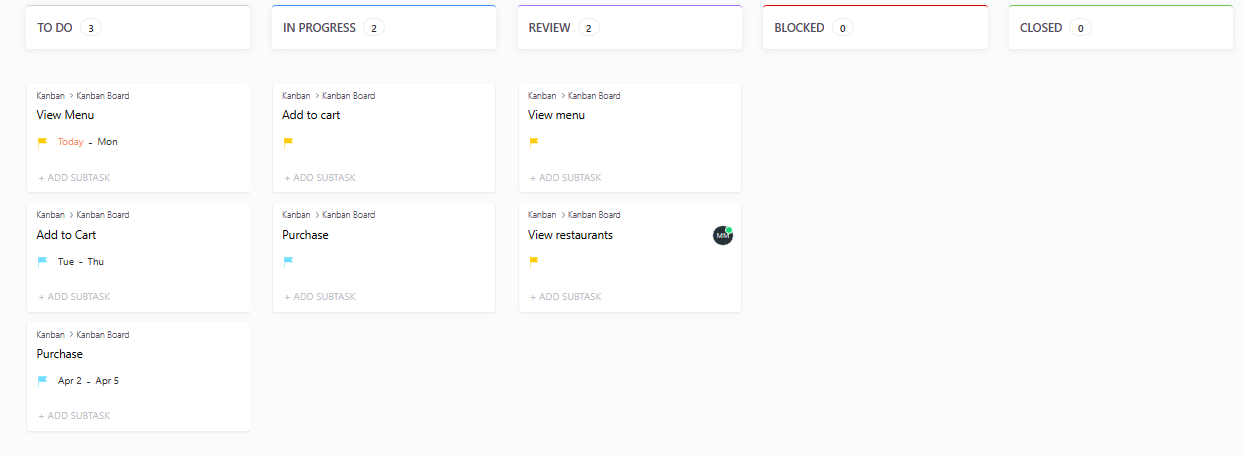 TO DO 3
IN PROGRESS 2
REVIEW 2
BLOCKED 0
CLOSED 0
Kanban > Kanban Board
View Menu
Today - Mon
+ ADD SUBTASK
Kanban > Kanban Board
Add to Cart
Tue - Thu
+ ADD SUBTASK
Kanban > Kanban Board
Purchase
Apr 2 - Apr 5
+ ADD SUBTASK
Kanban > Kanban Board
Add to cart
+ ADD SUBTASK
Kanban > Kanban Board
Purchase
+ ADD SUBTASK
Kanban > Kanban Board
View menu
+ ADD SUBTASK
Kanban > Kanban Board
View restaurants
MM
+ ADD SUBTASK